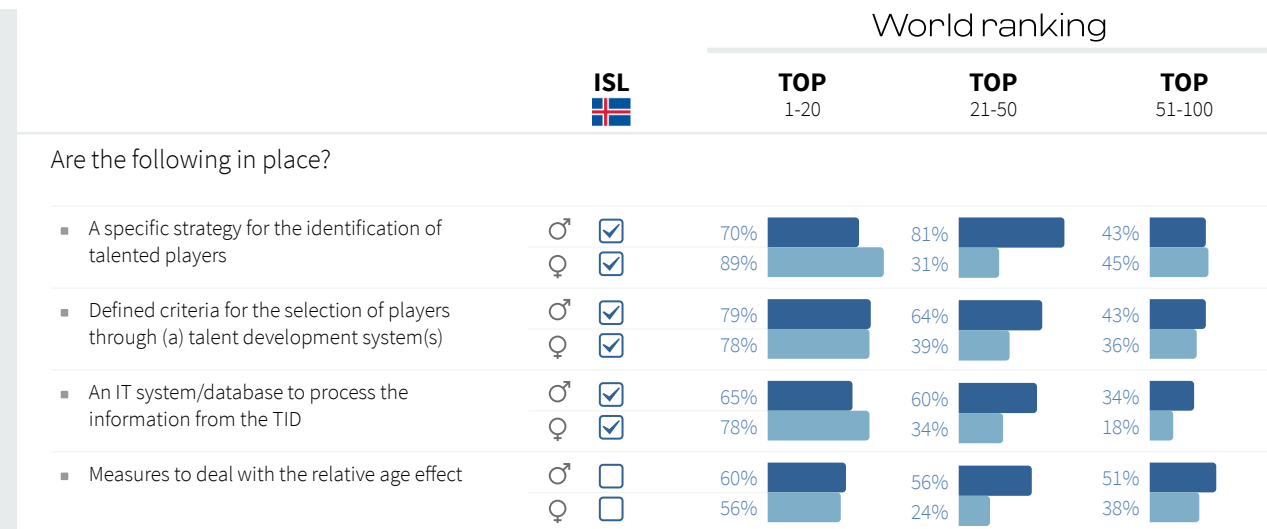 World ranking
ISL TOP TOP TOP
1-20 21-50 51-100
Are the following in place?
▪ A specific strategy for the identification of
talented players
♂ 70% 81% 43%
♀ 89% 31% 45%
▪ Defined criteria for the selection of players
through (a) talent development system(s)
♂ 79% 64% 43%
♀ 78% 39% 36%
▪ An IT system/database to process the
information from the TID
♂ 65% 60% 34%
♀ 78% 34% 18%
▪ Measures to deal with the relative age effect
♂ 60% 56% 51%
♀ 56% 24% 38%